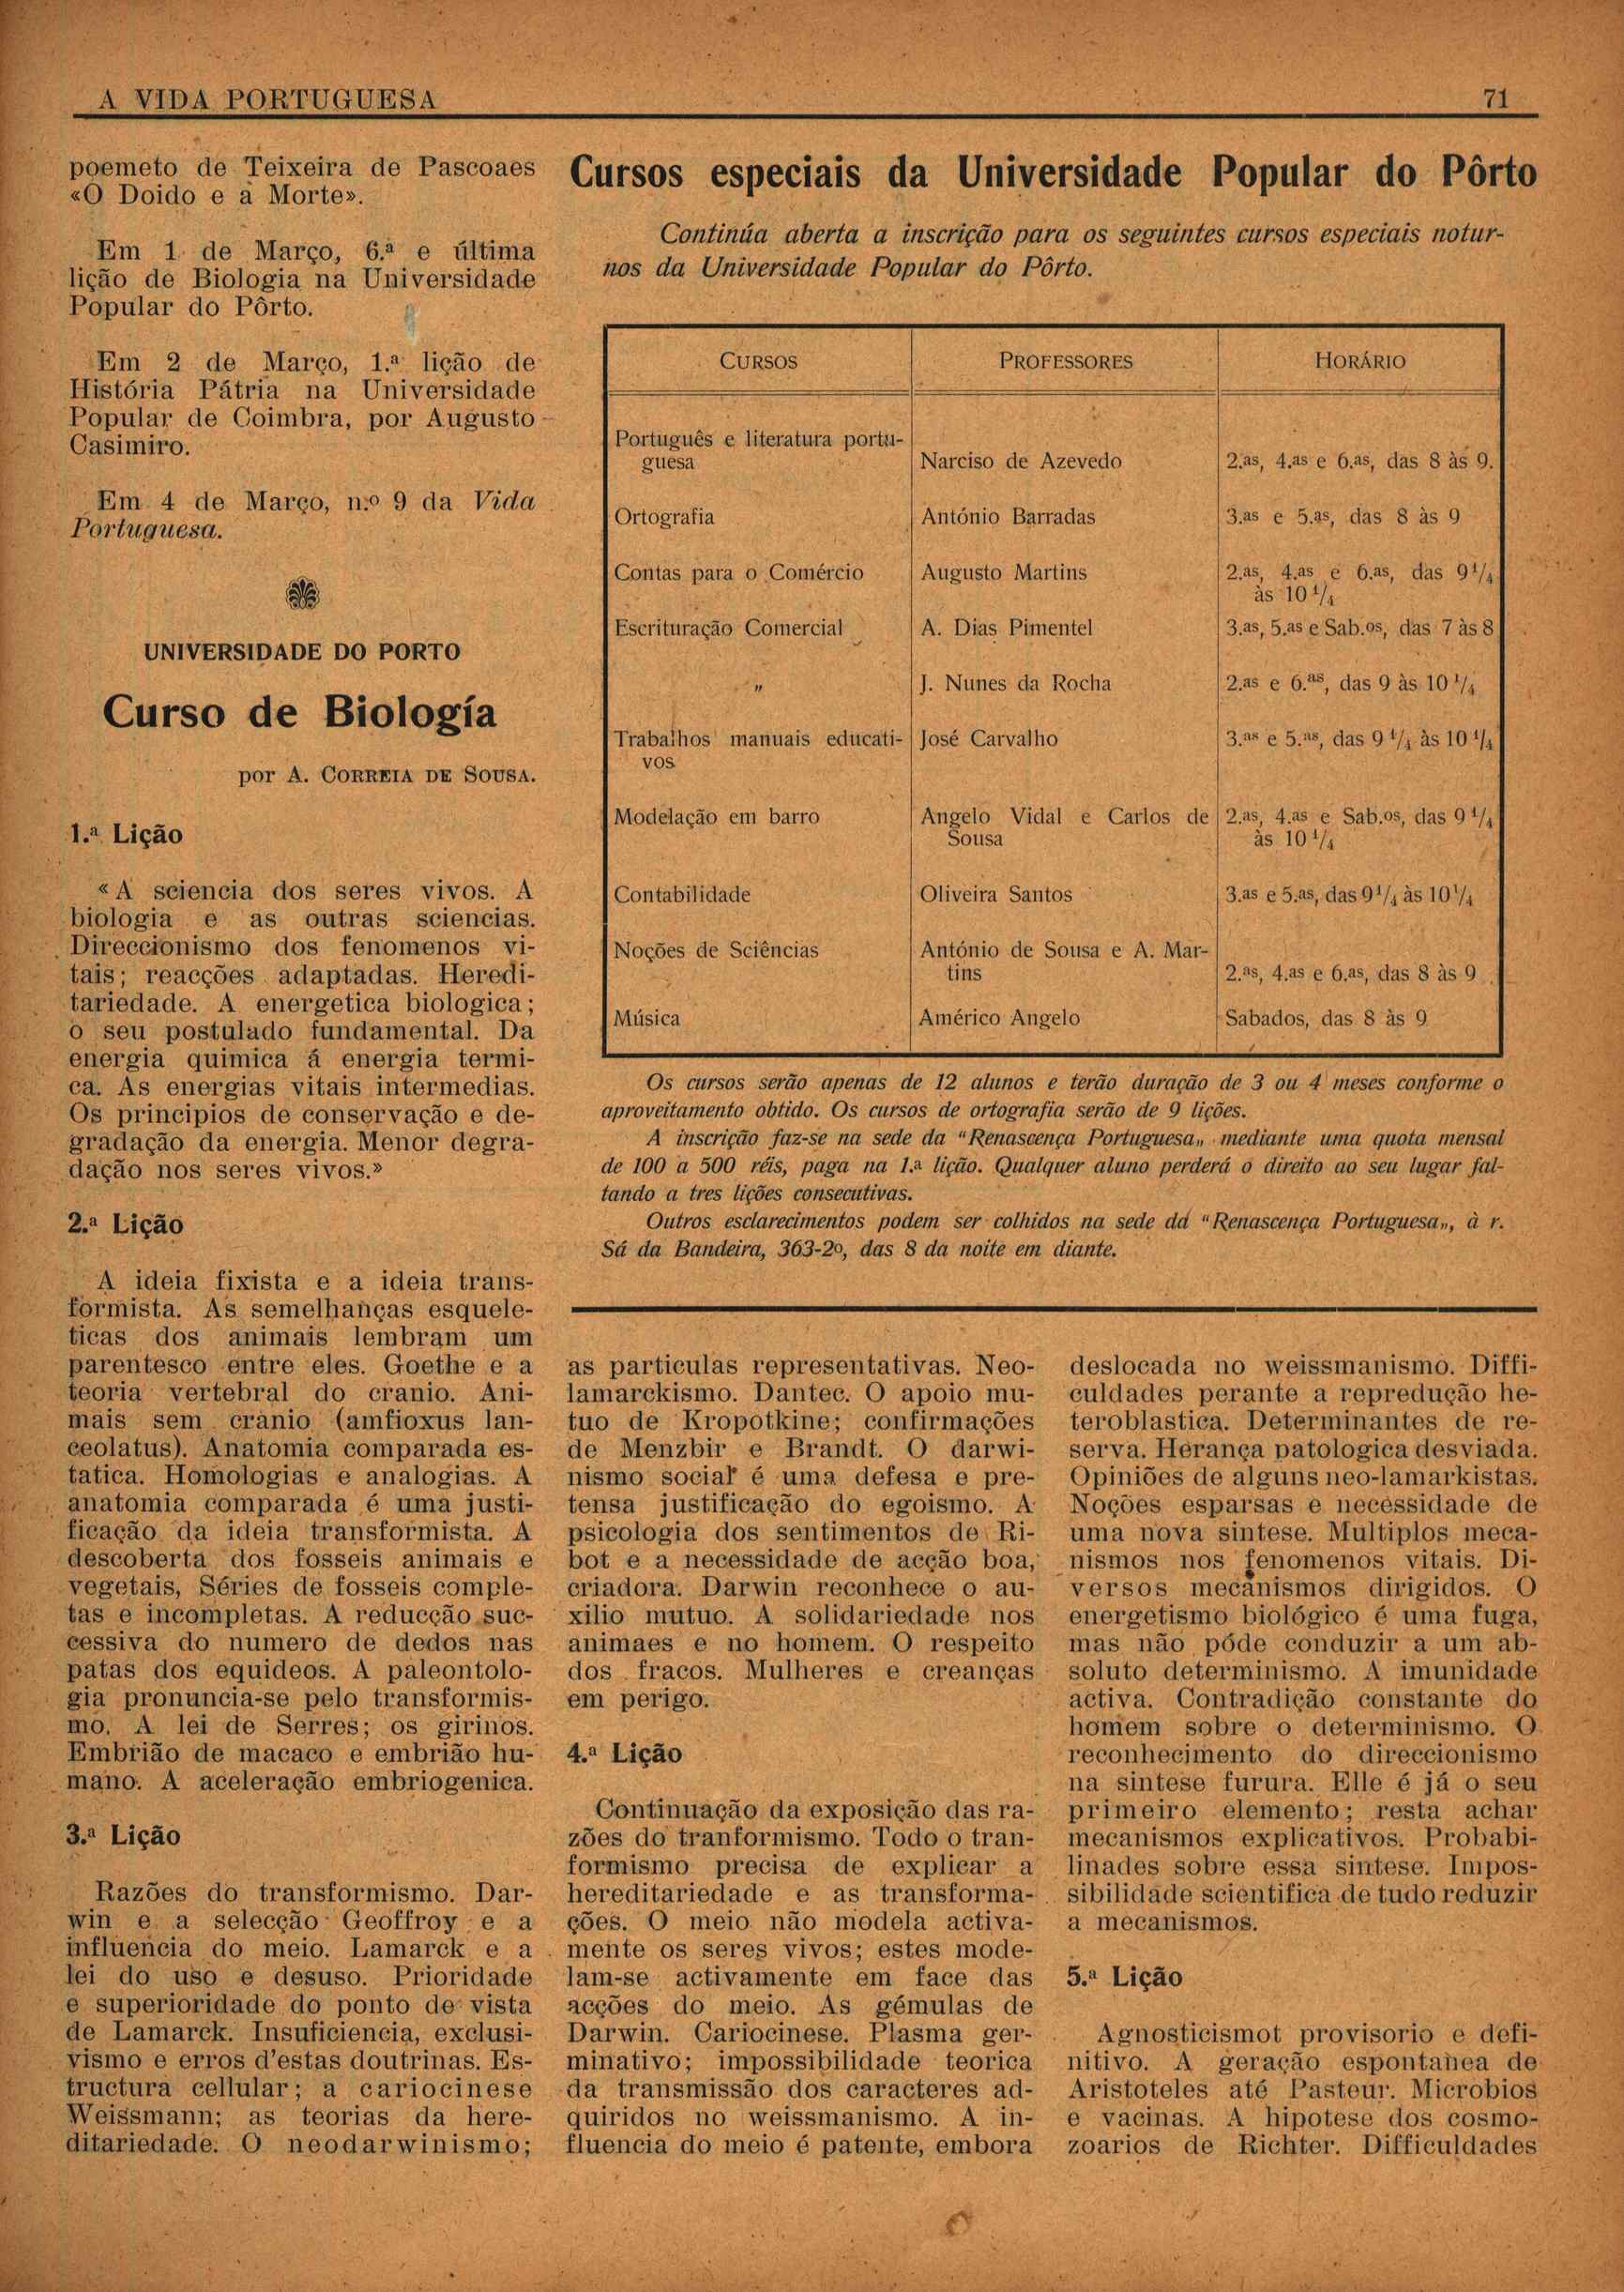 A VIDA PORTUGUESA
71
poemeto de Teixeira de Pascoaes
«O Doido e a Morte».
Em 1 de Março, 6.ª e última
lição de Biologia na Universidade
Popular do Pôrto.
Em 2 de Março, 1.ª lição de
História Pátria na Universidade
Popular de Coimbra, por Augusto
Casimiro.
Em 4 de Março, n.º 9 da Vida
Portuguesa.
UNIVERSIDADE DO PORTO
Curso de Biología
por A. CORREIA DE SOUSA.
1.ª Lição
«A sciencia dos seres vivos. A
biologia e as outras sciencias.
Direccionismo dos fenomenos vi-
tais; reacções adaptadas. Heredi-
tariedade. A energetica biologica;
o seu postulado fundamental. Da
energia quimica á energia termi-
ca. As energias vitais intermedias.
Os principios de conservação e de-
gradação da energia. Menor degra-
dação nos seres vivos.»
2.ª Lição
A ideia fixista e a ideia trans-
formista. As semelhanças esquele-
ticas dos animais lembram um
parentesco entre eles. Goethe e a
teoria vertebral do cranio. Ani-
mais sem cranio (amfioxus lan-
ceolatus). Anatomia comparada es-
tatica. Homologias e analogias. A
anatomia comparada é uma justi-
ficação da ideia transformista. A
descoberta dos fosseis animais e
vegetais, Séries de fosseis comple-
tas e incompletas. A reducção suc-
cessiva do numero de dedos nas
patas dos equideos. A paleontolo-
gia pronuncia-se pelo transformis-
mo. A lei de Serres; os girinos.
Embrião de macaco e embrião hu-
mano. A aceleração embriogenica.
3.ª Lição
Razões do transformismo. Dar-
win e a selecção Geoffroy e a
influencia do meio. Lamarck e a
lei do uso e desuso. Prioridade
e superioridade do ponto de vista
de Lamarck. Insuficiencia, exclusi-
vismo e erros d'estas doutrinas. Es-
tructura cellular; a cariocinese
Weissmann; as teorias da here-
ditariedade. O neodarwinismo;
Cursos especiais da Universidade Popular do Pôrto
Continúa aberta a inscrição para os seguintes cursos especiais notur-
nos da Universidade Popular do Pôrto.
CURSOS PROFESSORES HORÁRIO
Português e literatura portu-
guesa Narciso de Azevedo 2.as, 4.as e 6.as, das 8 às 9.
Ortografia António Barradas 3.as e 5.as, das 8 às 9
Contas para o Comércio Augusto Martins 2.as, 4.as e 6.as, das 9 1/4
às 10 1/4
Escrituração Comercial A. Dias Pimentel 3.as, 5.as e Sab.os, das 7 às 8
" J. Nunes da Rocha 2.as e 6.as, das 9 às 10 1/4
Trabalhos manuais educati- José Carvalho 3.as e 5.as, das 9 1/4 às 10 1/4
vos
Modelação em barro Angelo Vidal e Carlos de 2.as, 4.as e Sab.os, das 9 1/4
Sousa às 10 1/4
Contabilidade Oliveira Santos 3.as e 5.as, das 9 1/4 às 10 1/4
Noções de Sciências António de Sousa e A. Mar-
tins 2.as, 4.as e 6.as, das 8 às 9
Música Américo Angelo Sabados, das 8 às 9
Os cursos serão apenas de 12 alunos e terão duração de 3 ou 4 meses conforme o
aproveitamento obtido. Os cursos de ortografia serão de 9 lições.
A inscrição faz-se na sede da "Renascença Portuguesa„ mediante uma quota mensal
de 100 a 500 réis, paga na 1.ª lição. Qualquer aluno perderá o direito ao seu lugar fal-
tando a tres lições consecutivas.
Outros esclarecimentos podem ser colhidos na sede da "Renascença Portuguesa„, à r.
Sá da Bandeira, 363-2º, das 8 da noite em diante.
as particulas representativas. Neo-
lamarckismo. Dantec. O apoio mu-
tuo de Kropotkine; confirmações
de Menzbir e Brandt. O darwi-
nismo social é uma defesa e pre-
tensa justificação do egoismo. A
psicologia dos sentimentos de Ri-
bot e a necessidade de acção boa,
criadora. Darwin reconhece o au-
xilio mutuo. A solidariedade nos
animaes e no homem. O respeito
dos fracos. Mulheres e creanças
em perigo.
4.ª Lição
Continuação da exposição das ra-
zões do tranformismo. Todo o tran-
formismo precisa de explicar a
hereditariedade e as transforma-
ções. O meio não modela activa-
mente os seres vivos; estes mode-
lam-se activamente em face das
acções do meio. As gémulas de
Darwin. Cariocinese. Plasma ger-
minativo; impossibilidade teorica
da transmissão dos caracteres ad-
quiridos no weissmanismo. A in-
fluencia do meio é patente, embora
deslocada no weissmanismo. Diffi-
culdades perante a repredução he-
teroblastica. Determinantes de re-
serva. Herança patologica desviada.
Opiniões de alguns neo-lamarkistas.
Noções esparsas e necessidade de
uma nova sintese. Multiplos meca-
nismos nos fenomenos vitais. Di-
versos mecanismos dirigidos. O
energetismo biológico é uma fuga,
mas não póde conduzir a um ab-
soluto determinismo. A imunidade
activa. Contradição constante do
homem sobre o determinismo. O
reconhecimento do direccionismo
na sintese furura. Elle é já o seu
primeiro elemento; resta achar
mecanismos explicativos. Probabi-
linades sobre essa sintese. Impos-
sibilidade scientifica de tudo reduzir
a mecanismos.
5.ª Lição
Agnosticismot provisorio e defi-
nitivo. A geração espontanea de
Aristoteles até Pasteur. Microbios
e vacinas. A hipotese dos cosmo-
zoarios de Richter. Difficuldades